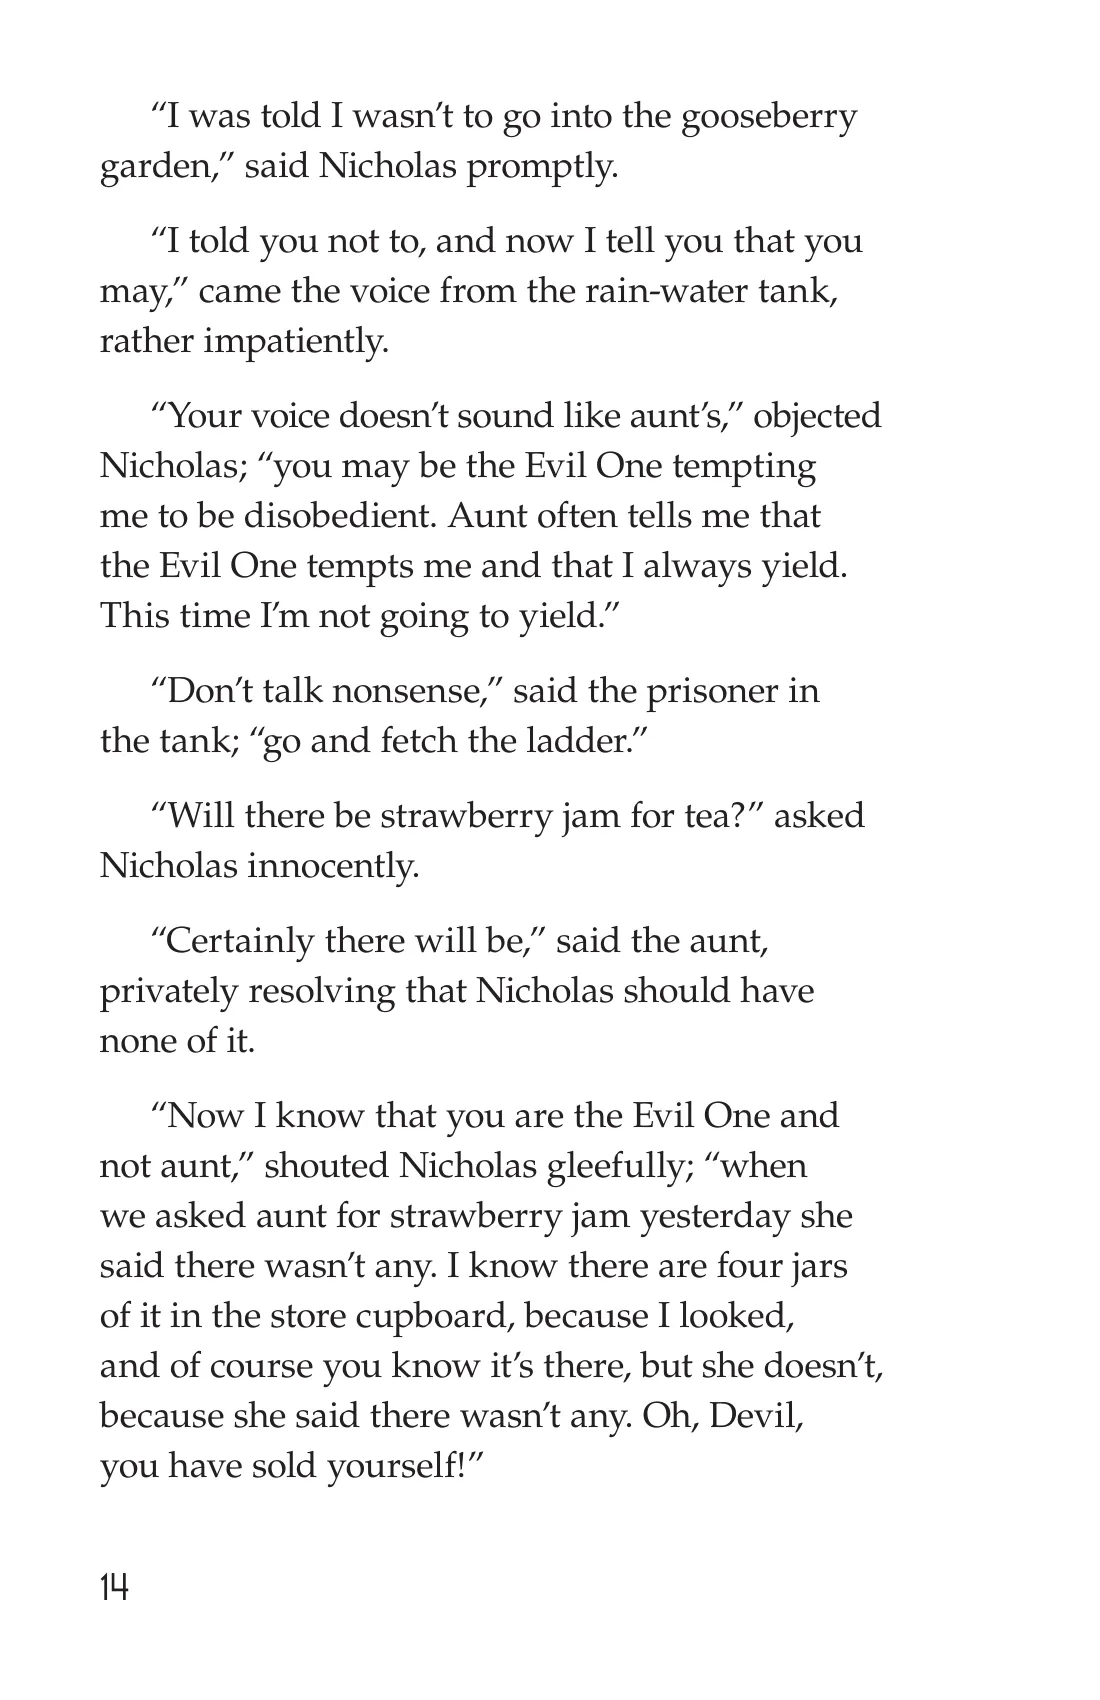 “I was told I wasn’t to go into the gooseberry
garden,” said Nicholas promptly.
“I told you not to, and now I tell you that you
may,” came the voice from the rain-water tank,
rather impatiently.
“Your voice doesn’t sound like aunt’s,” objected
Nicholas; “you may be the Evil One tempting
me to be disobedient. Aunt often tells me that
the Evil One tempts me and that I always yield.
This time I’m not going to yield.”
“Don’t talk nonsense,” said the prisoner in
the tank; “go and fetch the ladder.”
“Will there be strawberry jam for tea?” asked
Nicholas innocently.
“Certainly there will be,” said the aunt,
privately resolving that Nicholas should have
none of it.
“Now I know that you are the Evil One and
not aunt,” shouted Nicholas gleefully; “when
we asked aunt for strawberry jam yesterday she
said there wasn’t any. I know there are four jars
of it in the store cupboard, because I looked,
and of course you know it’s there, but she doesn’t,
because she said there wasn’t any. Oh, Devil,
you have sold yourself!”
14